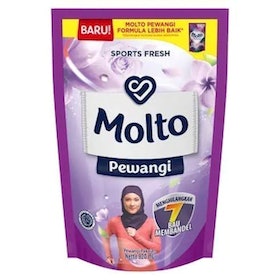 BARU!
MOLTO PEWANGI
FORMULA LEBIH BAIK*
SPORTS FRESH
Molto
Pewangi
MENGHILANGKAN
7
BAU
MEMBANDEL